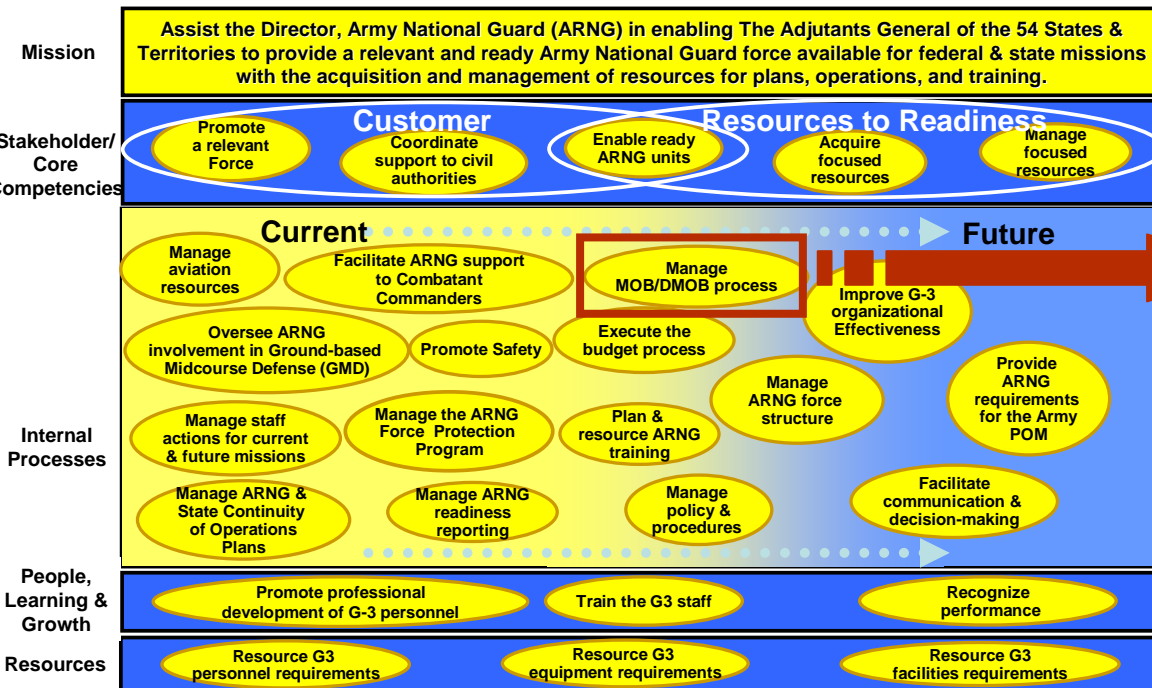 Mission
Assist the Director, Army National Guard (ARNG) in enabling The Adjutants General of the 54 States &
Territories to provide a relevant and ready Army National Guard force available for federal & state missions
with the acquisition and management of resources for plans, operations, and training.
Stakeholder/
Core
Competencies
Customer
Resources to Readiness
Promote
a relevant
Force
Coordinate
support to civil
authorities
Enable ready
ARNG units
Acquire
focused
resources
Manage
focused
resources
Internal
Processes
Current
Future
Manage
aviation
resources
Facilitate ARNG support
to Combatant
Commanders
Manage
MOB/DMOB process
Improve G-3
organizational
Effectiveness
Oversee ARNG
involvement in Ground-based
Midcourse Defense (GMD)
Promote Safety
Execute the
budget process
Manage
ARNG force
structure
Provide
ARNG
requirements
for the Army
POM
Manage staff
actions for current
& future missions
Manage the ARNG
Force Protection
Program
Plan &
resource ARNG
training
Manage ARNG &
State Continuity
of Operations
Plans
Manage ARNG
readiness
reporting
Manage
policy &
procedures
Facilitate
communication &
decision-making
People,
Learning &
Growth
Promote professional
development of G-3 personnel
Train the G3 staff
Recognize
performance
Resources
Resource G3
personnel requirements
Resource G3
equipment requirements
Resource G3
facilities requirements